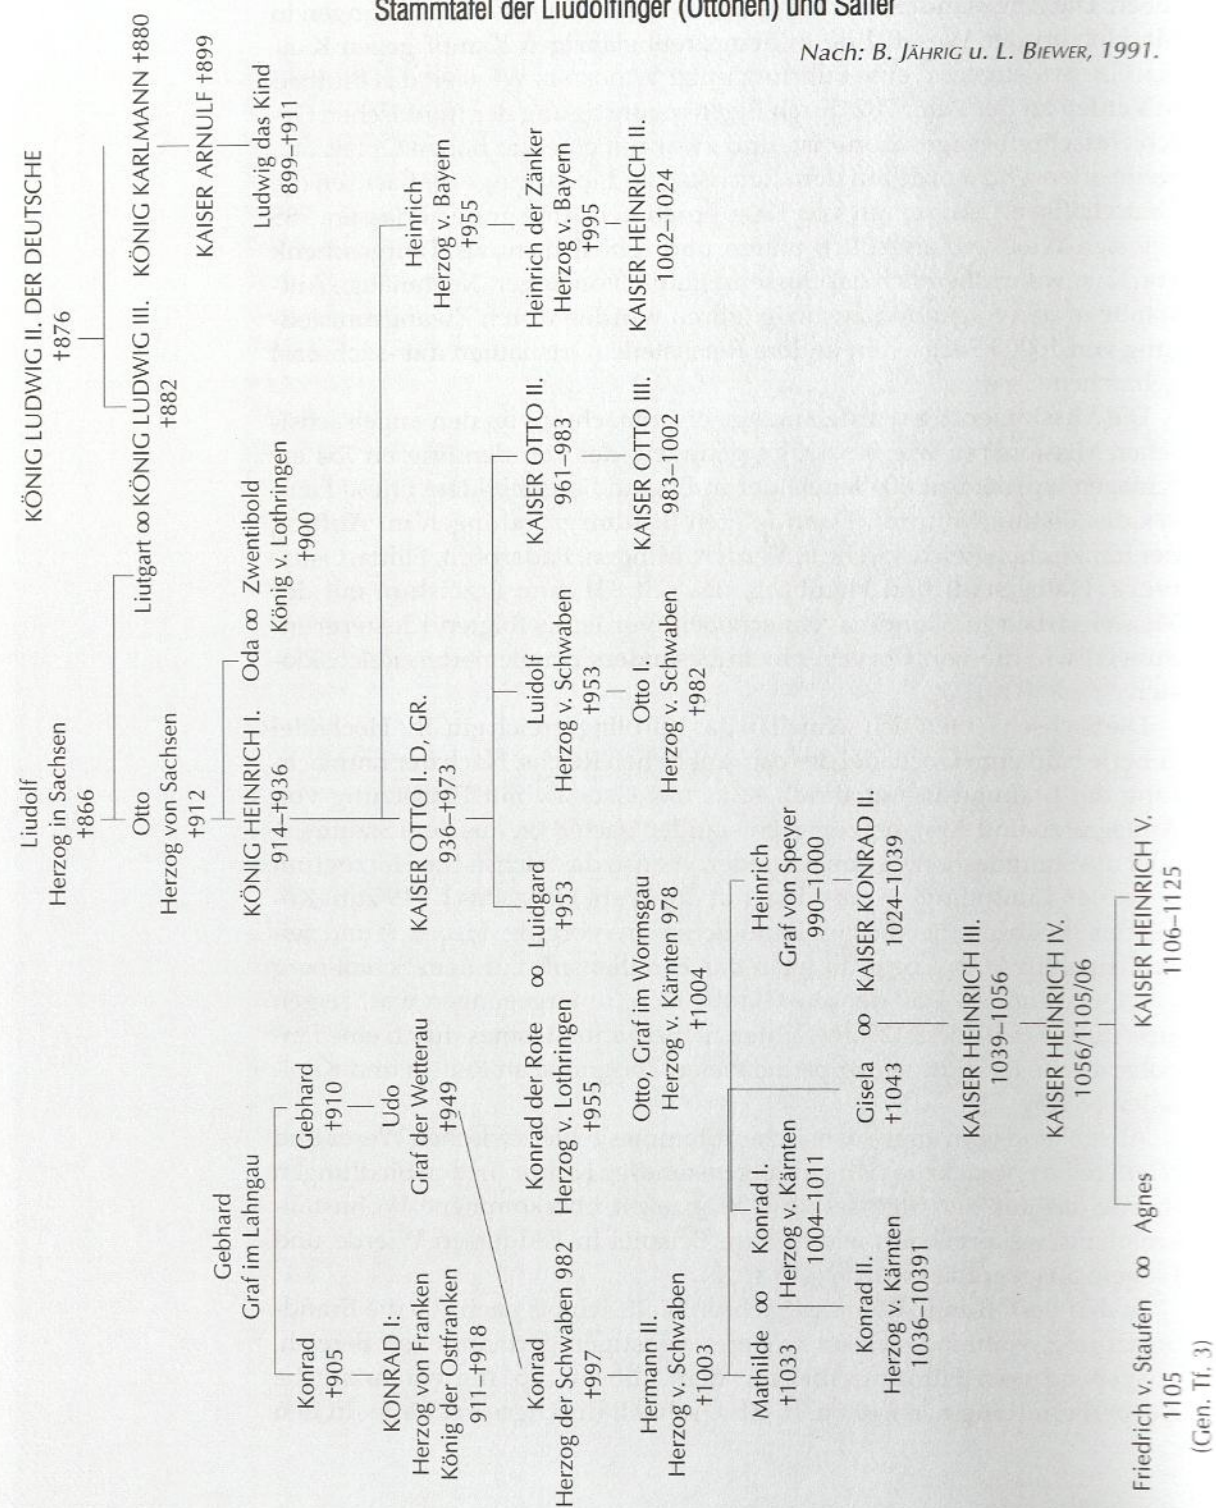 Stammtafel der Liudolfinger (Ottonen) und Salier
Nach: B. JÄHRIG u. L. BIEWER, 1991.
Liudolf
Herzog in Sachsen
†866
KÖNIG LUDWIG II. DER DEUTSCHE
†876
Otto
Herzog von Sachsen
†912
Liutgart ∞ KÖNIG LUDWIG III.
†882
KÖNIG KARLMANN †880
KAISER ARNULF †899
Ludwig das Kind
899–†911
Gebhard
Graf im Lahngau
KÖNIG HEINRICH I.
914–†936
Oda ∞ Zwentibold
König v. Lothringen
†900
Konrad
†905
Gebhard
†910
KONRAD I:
Herzog von Franken
König der Ostfranken
911–†918
Udo
Graf der Wetterau
†949
KAISER OTTO I. D, GR.
936–†973
Heinrich
Herzog v. Bayern
†955
Konrad
Herzog der Schwaben 982
†997
Konrad der Rote ∞ Luidgard
Herzog v. Lothringen †953
†955
Luidolf
Herzog v. Schwaben
†953
KAISER OTTO II.
961–983
Heinrich der Zänker
Herzog v. Bayern
†995
Hermann II.
Herzog v. Schwaben
†1003
Otto, Graf im Wormsgau
Herzog v. Kärnten 978
†1004
Otto I.
Herzog v. Schwaben
†982
KAISER OTTO III.
983–1002
KAISER HEINRICH II.
1002–1024
Mathilde ∞ Konrad I.
†1033 Herzog v. Kärnten
1004–1011
Heinrich
Graf von Speyer
990–1000
Konrad II.
Herzog v. Kärnten
1036–10391
Gisela ∞ KAISER KONRAD II.
†1043 1024–1039
KAISER HEINRICH III.
1039–1056
KAISER HEINRICH IV.
1056/1105/06
Friedrich v. Staufen ∞ Agnes
1105
(Gen. Tf. 3)
KAISER HEINRICH V.
1106–1125